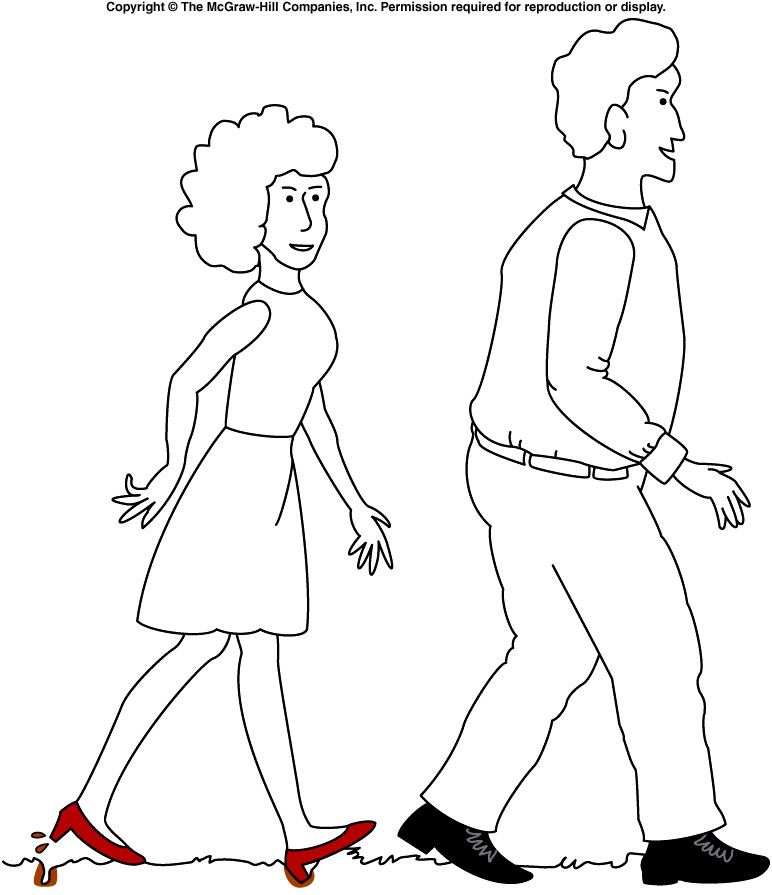 Copyright © The McGraw-Hill Companies, Inc. Permission required for reproduction or display.